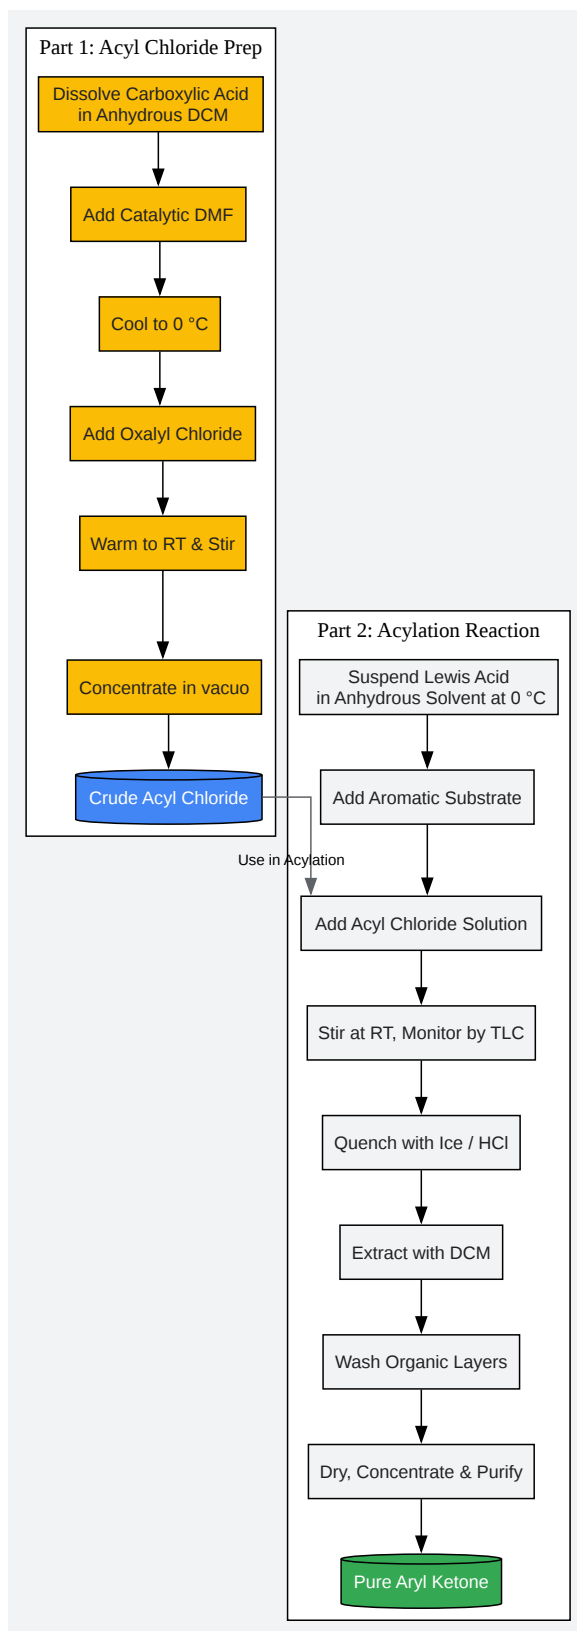 Part 1: Acyl Chloride Prep
Dissolve Carboxylic Acid
in Anhydrous DCM
Add Catalytic DMF
Cool to 0 °C
Add Oxalyl Chloride
Warm to RT & Stir
Concentrate in vacuo
Crude Acyl Chloride
Use in Acylation
Part 2: Acylation Reaction
Suspend Lewis Acid
in Anhydrous Solvent at 0 °C
Add Aromatic Substrate
Add Acyl Chloride Solution
Stir at RT, Monitor by TLC
Quench with Ice / HCl
Extract with DCM
Wash Organic Layers
Dry, Concentrate & Purify
Pure Aryl Ketone